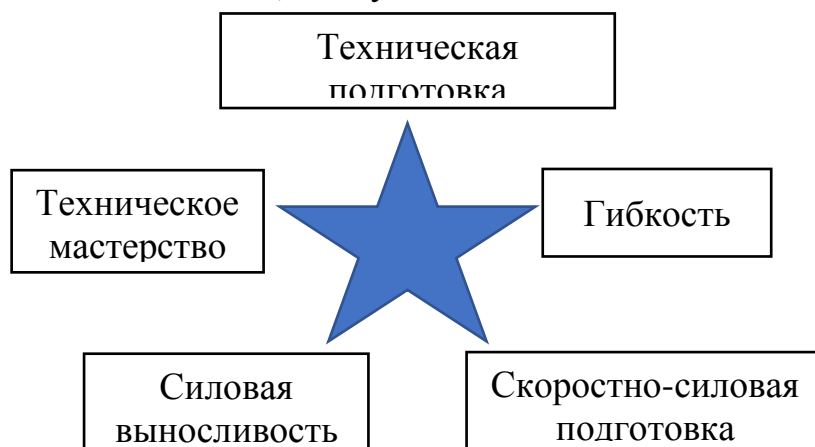 Техническая
подготовка
Техническое
мастерство
Гибкость
Силовая
выносливость
Скоростно-силовая
подготовка